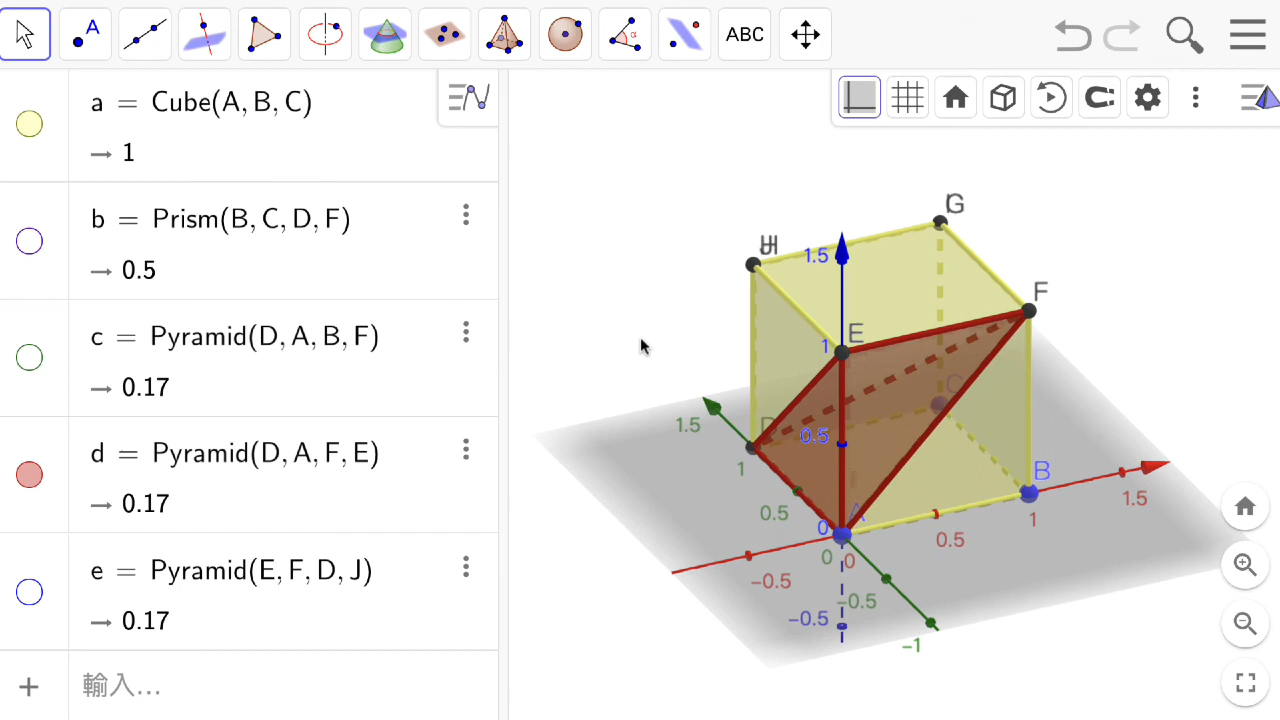 A
α
ABC
a = Cube(A, B, C)
→ 1
b = Prism(B, C, D, F)
→ 0.5
c = Pyramid(D, A, B, F)
→ 0.17
d = Pyramid(D, A, F, E)
→ 0.17
e = Pyramid(E, F, D, J)
→ 0.17
輸入…
G
1.5
F
E
1
C
1.5
D
0.5
1
B
0.5
A
0
1.5
1
0.5
0
0
−0.5
−0.5
−0.5
−1